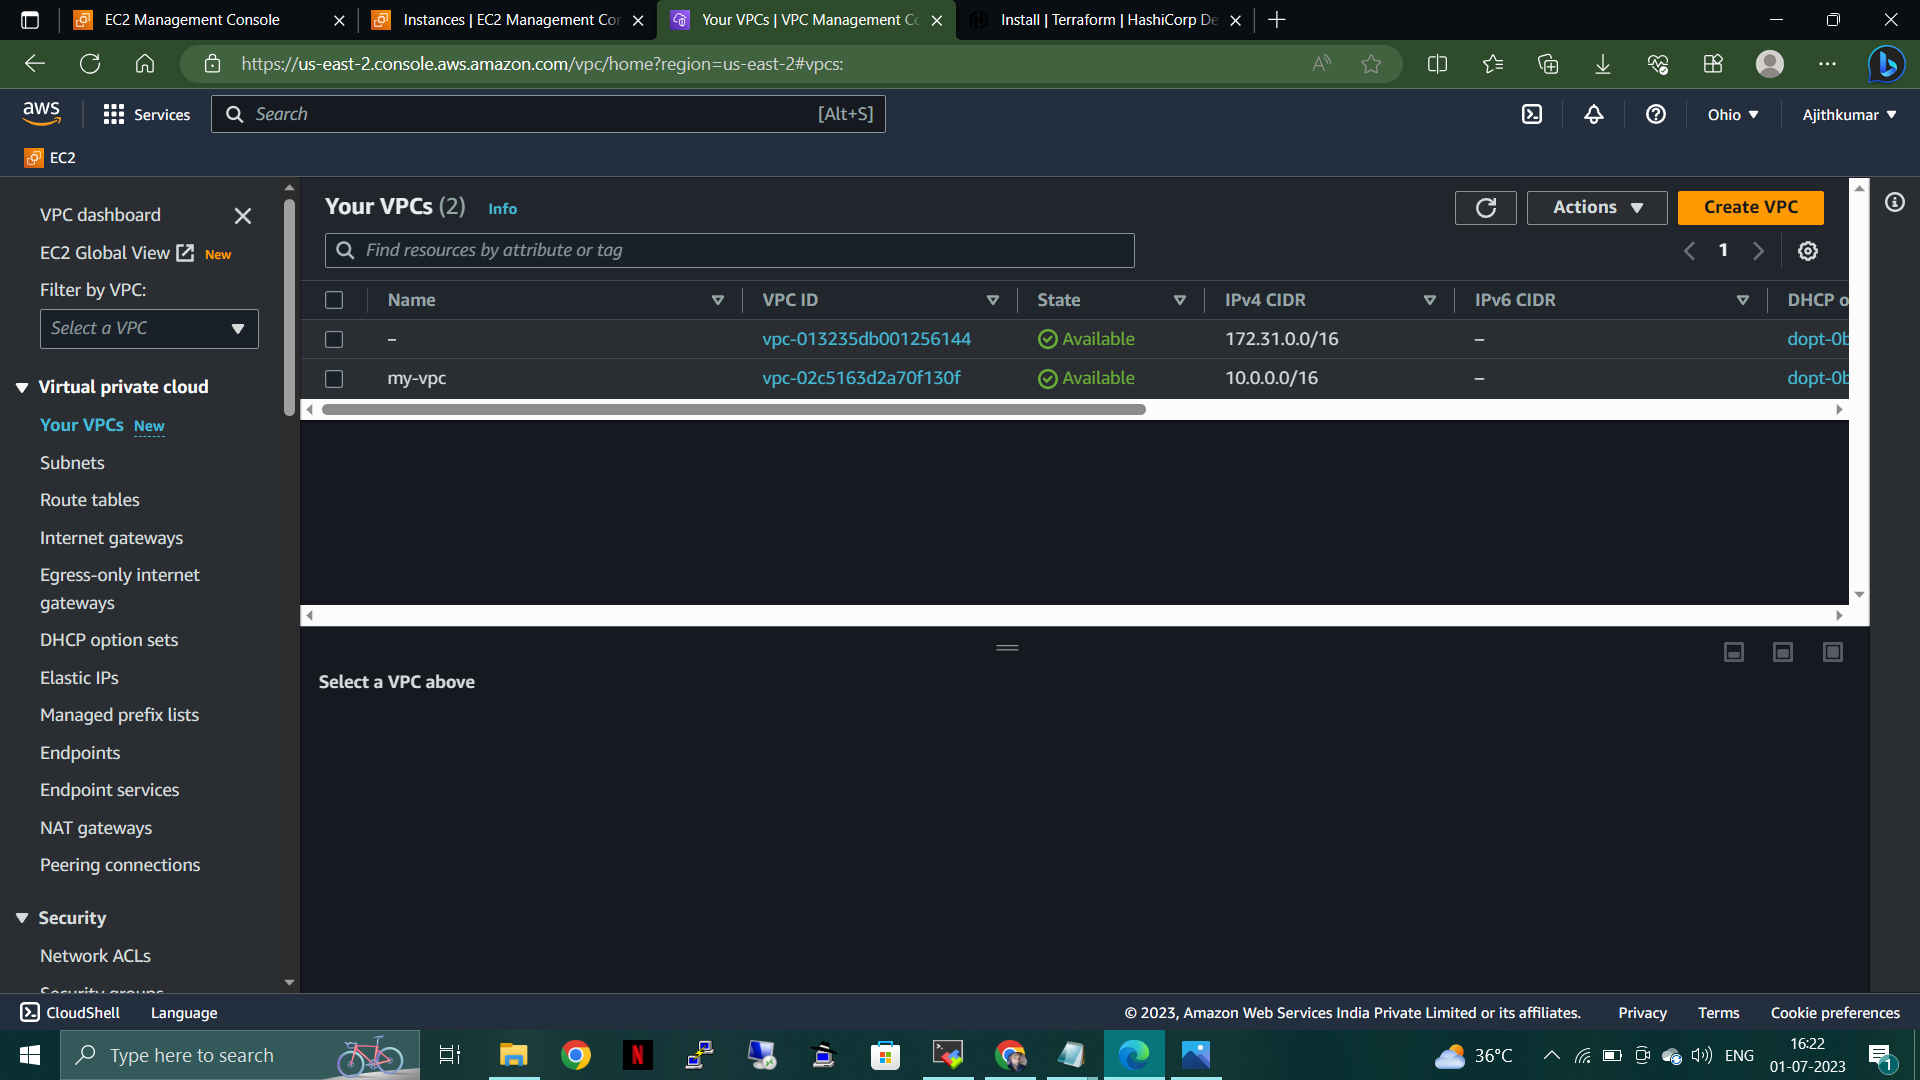 EC2 Management Console
Instances | EC2 Management Co
Your VPCs | VPC Management Co
Install | Terraform | HashiCorp De
https://us-east-2.console.aws.amazon.com/vpc/home?region=us-east-2#vpcs:
aws
Services
Search
[Alt+S]
Ohio
Ajithkumar
EC2
VPC dashboard
EC2 Global View New
Filter by VPC:
Select a VPC
Virtual private cloud
Your VPCs New
Subnets
Route tables
Internet gateways
Egress-only internet
gateways
DHCP option sets
Elastic IPs
Managed prefix lists
Endpoints
Endpoint services
NAT gateways
Peering connections
Security
Network ACLs
Security groups
Your VPCs (2) Info
Actions
Create VPC
Find resources by attribute or tag
1
Name VPC ID State IPv4 CIDR IPv6 CIDR DHCP o
– vpc-013235db001256144 Available 172.31.0.0/16 – dopt-0b
my-vpc vpc-02c5163d2a70f130f Available 10.0.0.0/16 – dopt-0b
Select a VPC above
CloudShell Language © 2023, Amazon Web Services India Private Limited or its affiliates. Privacy Terms Cookie preferences
Type here to search
36°C
ENG
16:22
01-07-2023
1